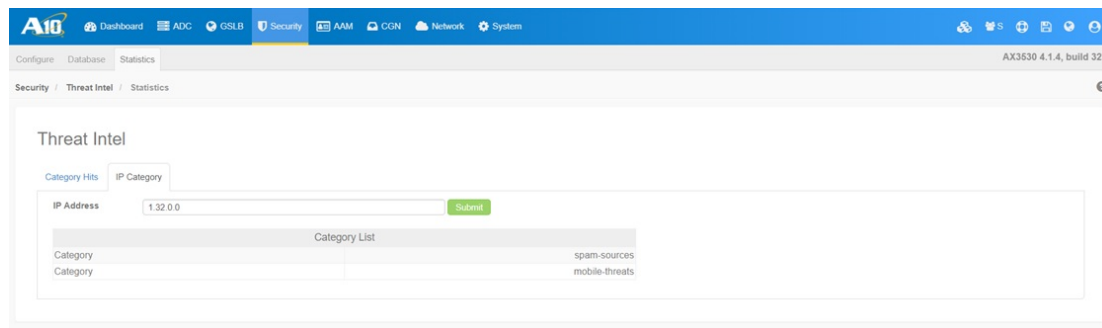 A10 Dashboard ADC GSLB Security AAM CGN Network System S
Configure Database Statistics AX3530 4.1.4, build 32
Security / Threat Intel / Statistics
Threat Intel
Category Hits IP Category
IP Address 1.32.0.0 Submit
Category List
Category spam-sources
Category mobile-threats